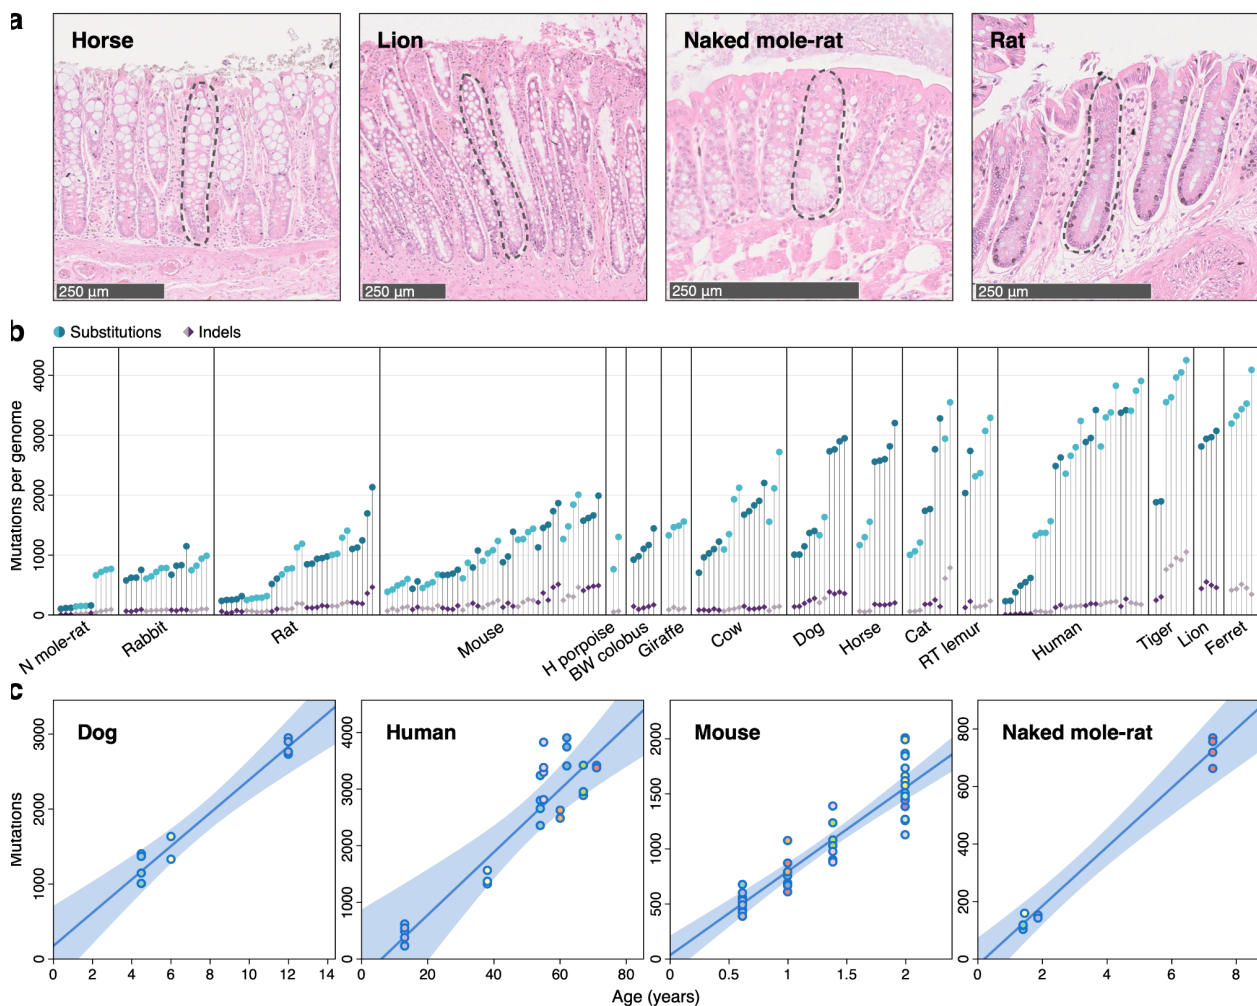 a
Horse
Lion
Naked mole-rat
Rat
250 µm
250 µm
250 µm
250 µm
b
Substitutions
Indels
Mutations per genome
4000
3000
2000
1000
0
N mole-rat
Rabbit
Rat
Mouse
H porpoise
BW colobus
Giraffe
Cow
Dog
Horse
Cat
RT lemur
Human
Tiger
Lion
Ferret
c
Dog
Human
Mouse
Naked mole-rat
Mutations
3000
2000
1000
0
0 2 4 6 8 10 12 14
4000
3000
2000
1000
0
0 20 40 60 80
2000
1500
1000
500
0
0 0.5 1 1.5 2
800
600
400
200
0
0 2 4 6 8
Age (years)